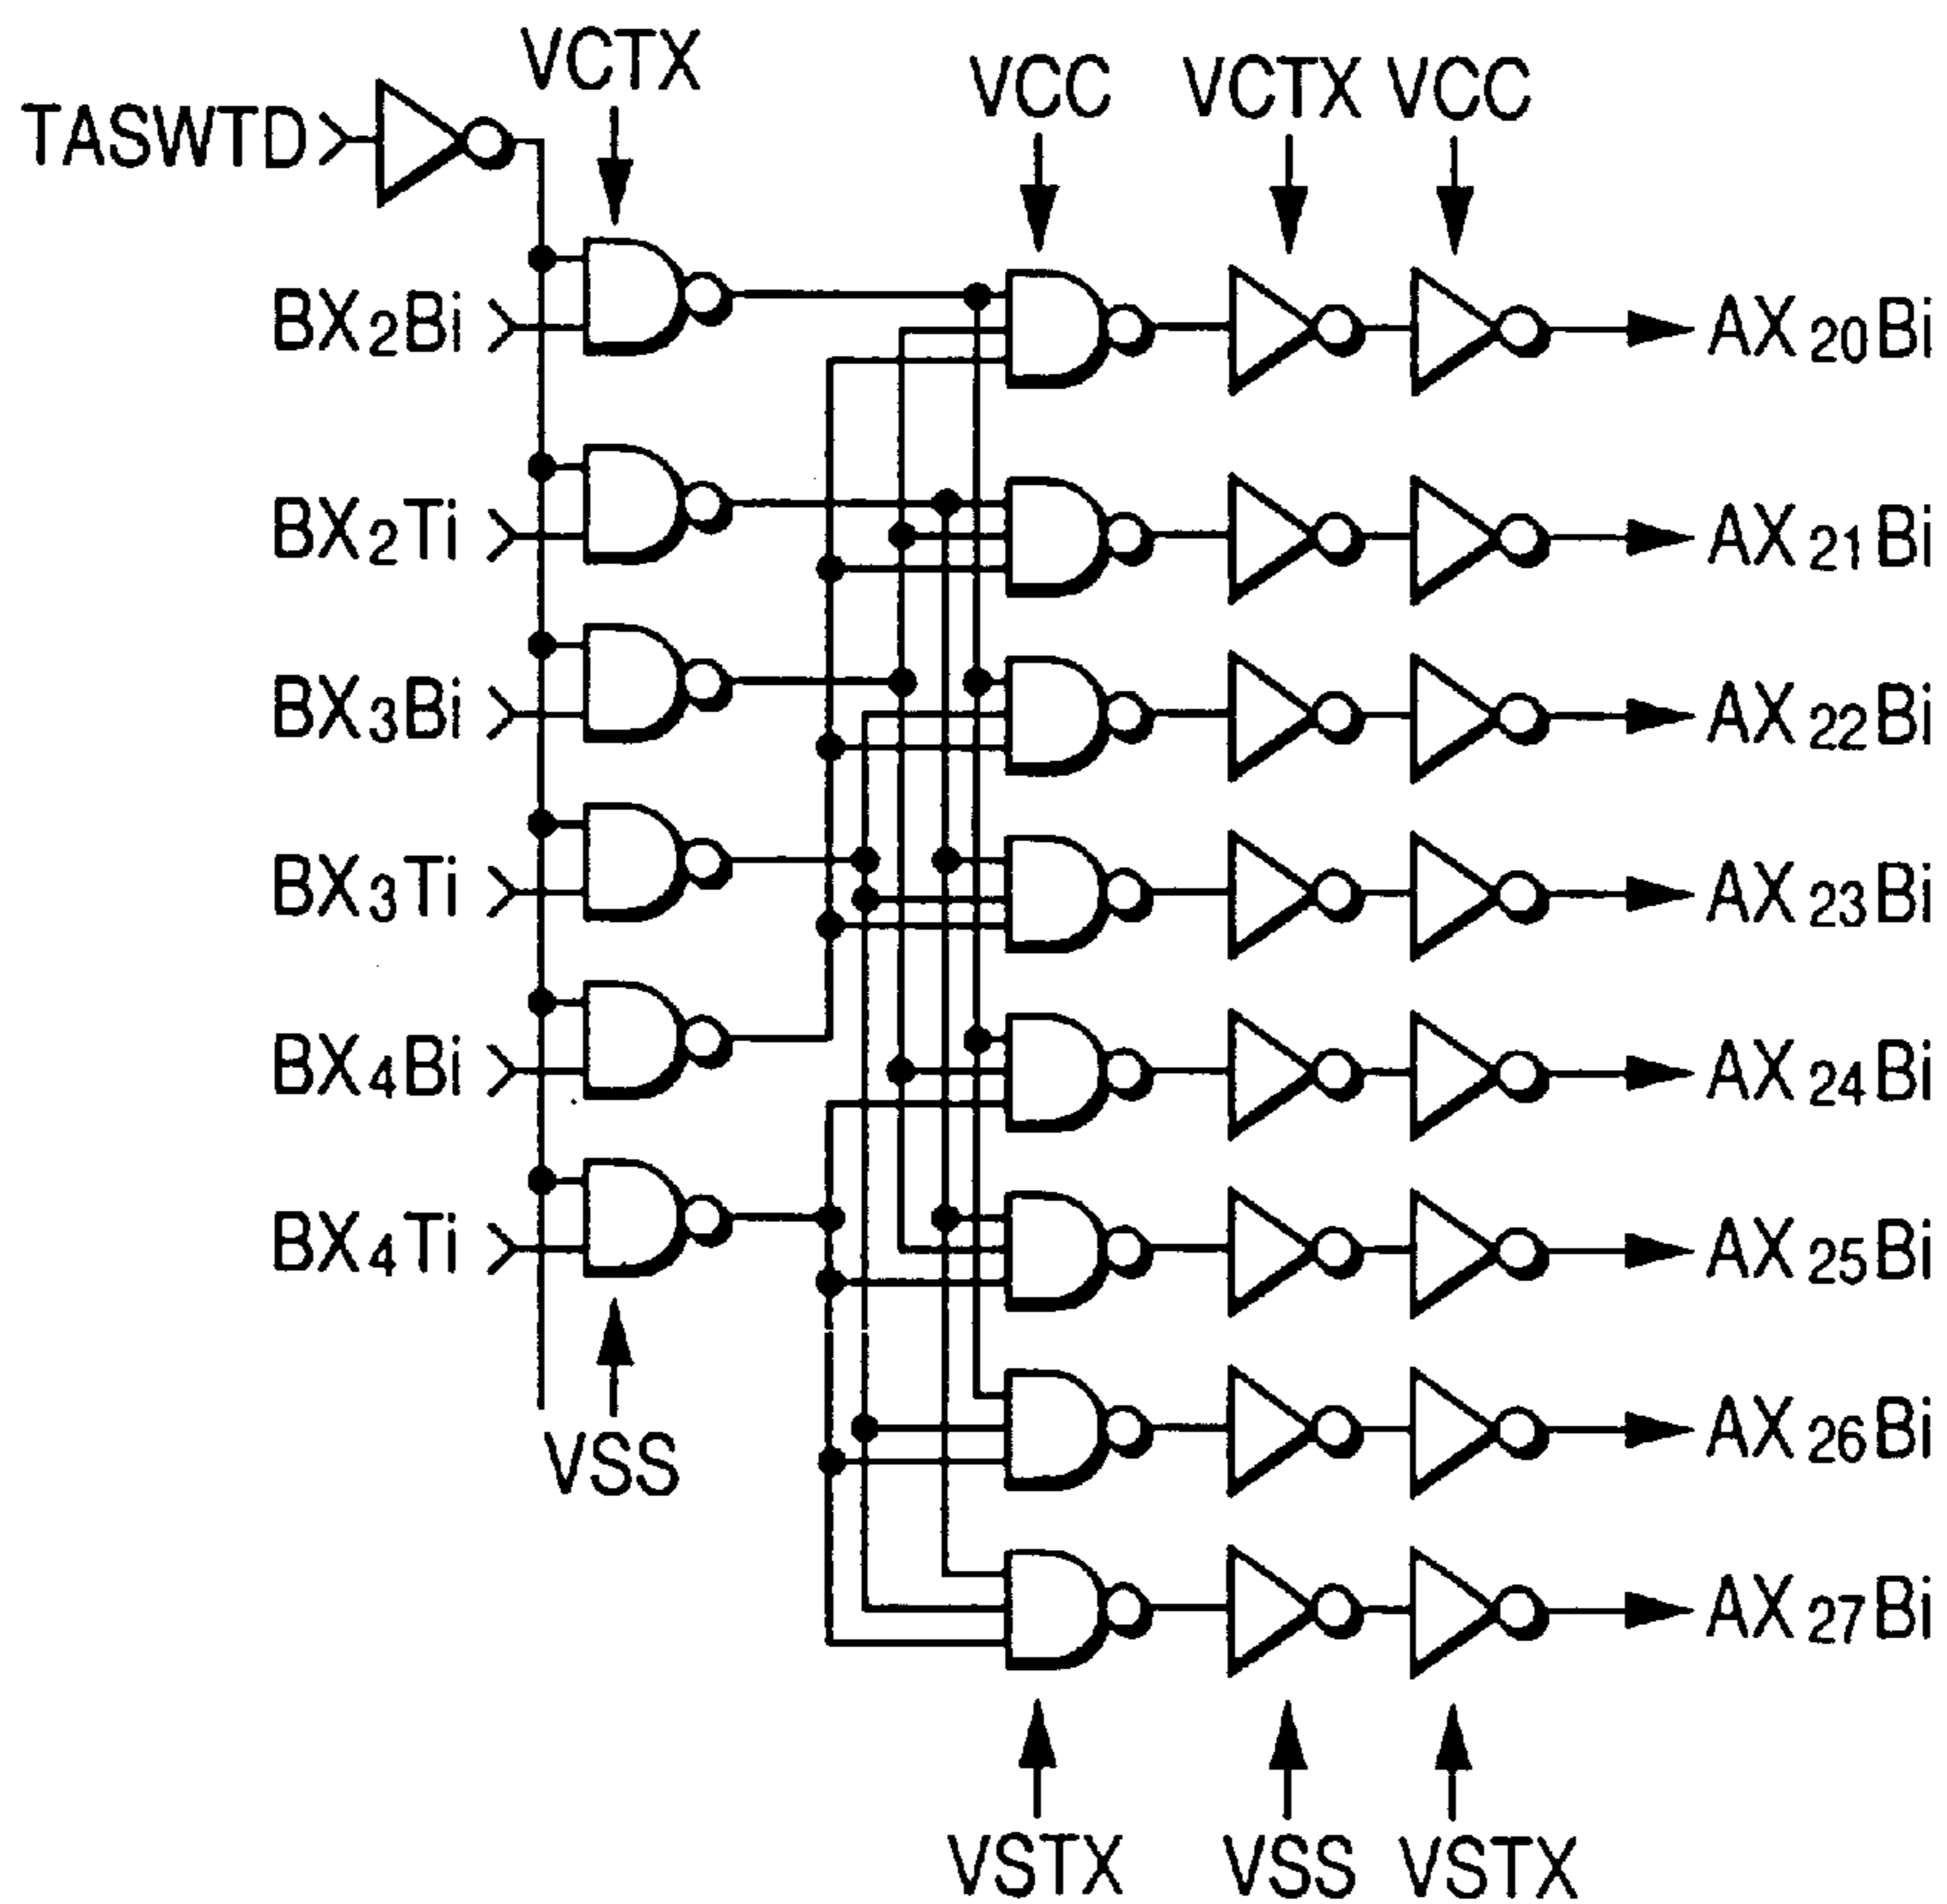 VCTX
VCC VCTX VCC
TASWTD
BX2Bi AX20Bi
BX2Ti AX21Bi
BX3Bi AX22Bi
BX3Ti AX23Bi
BX4Bi AX24Bi
BX4Ti AX25Bi
AX26Bi
VSS
AX27Bi
VSTX VSS VSTX